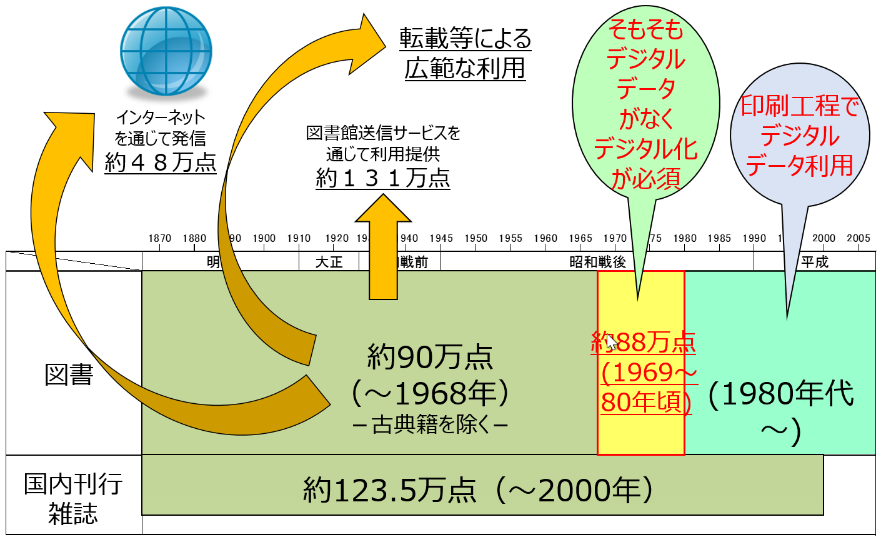 インターネット
を通じて発信
約４８万点
転載等による
広範な利用
図書館送信サービスを
通じて利用提供
約１３１万点
そもそも
デジタル
データ
がなく
デジタル化
が必須
印刷工程で
デジタル
データ利用
1870 1880 1900 1910 1920 1940 1945 1950 1955 1960 1965 1970 1980 1985 1990 2000 2005
大正 戦前 昭和戦後 平成
図書
約90万点
（～1968年）
－古典籍を除く－
約88万点
(1969～
80年頃)
(1980年代
～)
国内刊行
雑誌
約123.5万点（～2000年）